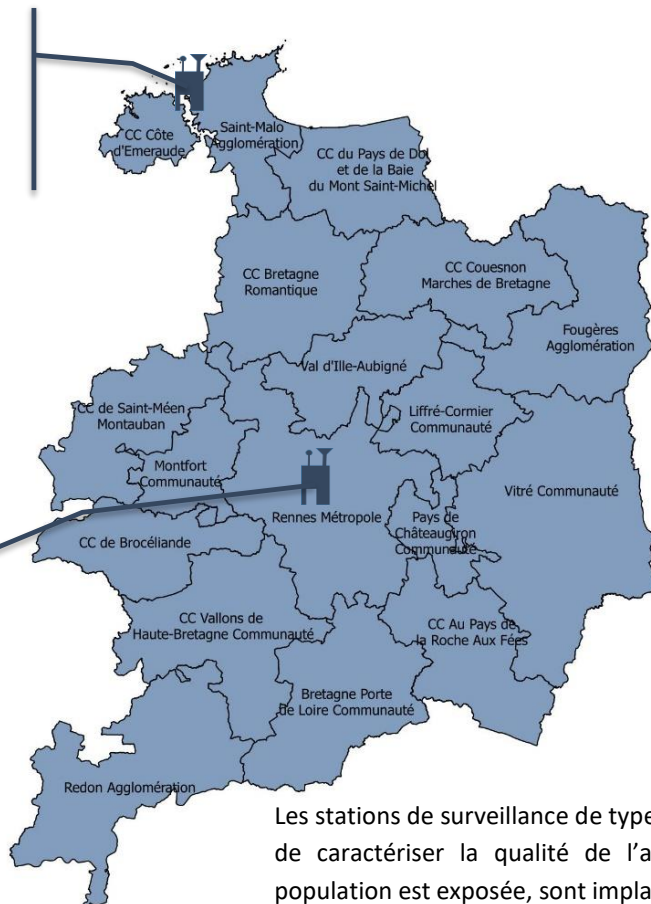 CC Côte
d'Emeraude
Saint-Malo
Agglomération
CC du Pays de Dol
et de la Baie
du Mont Saint-Michel
CC Bretagne
Romantique
CC Couesnon
Marches de Bretagne
Fougères
Agglomération
Val d'Ille-Aubigné
CC de Saint-Méen
Montauban
Liffré-Cormier
Communauté
Montfort
Communauté
Vitré Communauté
Rennes Métropole
Pays de
Châteaugiron
Communauté
CC de Brocéliande
CC Vallons de
Haute-Bretagne Communauté
CC Au Pays de
la Roche Aux Fées
Bretagne Porte
de Loire Communauté
Redon Agglomération
Les stations de surveillance de type
de caractériser la qualité de l'a
population est exposée, sont impla